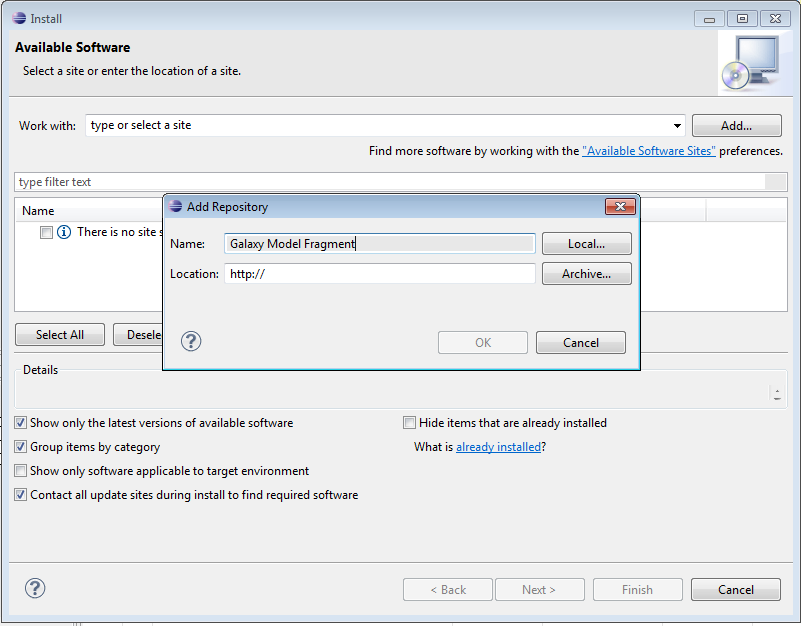 Install
Available Software
Select a site or enter the location of a site.
Work with: type or select a site Add...
Find more software by working with the "Available Software Sites" preferences.
type filter text
Name
There is no site
Add Repository
Name: Galaxy Model Fragment Local...
Location: http:// Archive...
? OK Cancel
Select All Desele
Details
Show only the latest versions of available software Hide items that are already installed
Group items by category What is already installed?
Show only software applicable to target environment
Contact all update sites during install to find required software
? < Back Next > Finish Cancel